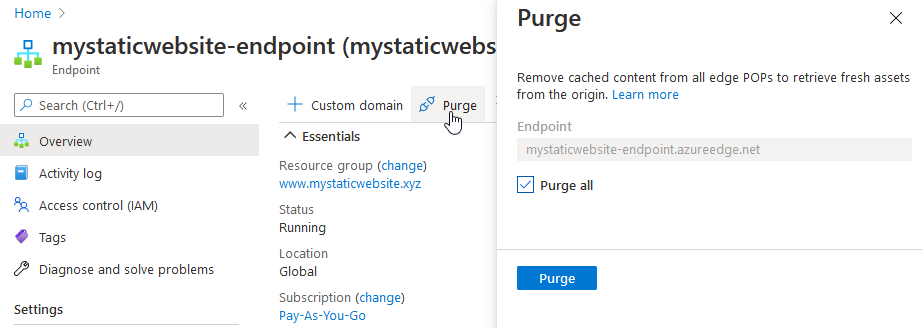 Home >
mystaticwebsite-endpoint (mystaticwebs
Endpoint
Search (Ctrl+/)
«
Overview
Activity log
Access control (IAM)
Tags
Diagnose and solve problems
Settings
+ Custom domain
Purge
Essentials
Resource group (change)
www.mystaticwebsite.xyz
Status
Running
Location
Global
Subscription (change)
Pay-As-You-Go
Purge
Remove cached content from all edge POPs to retrieve fresh assets
from the origin. Learn more
Endpoint
mystaticwebsite-endpoint.azureedge.net
Purge all
Purge